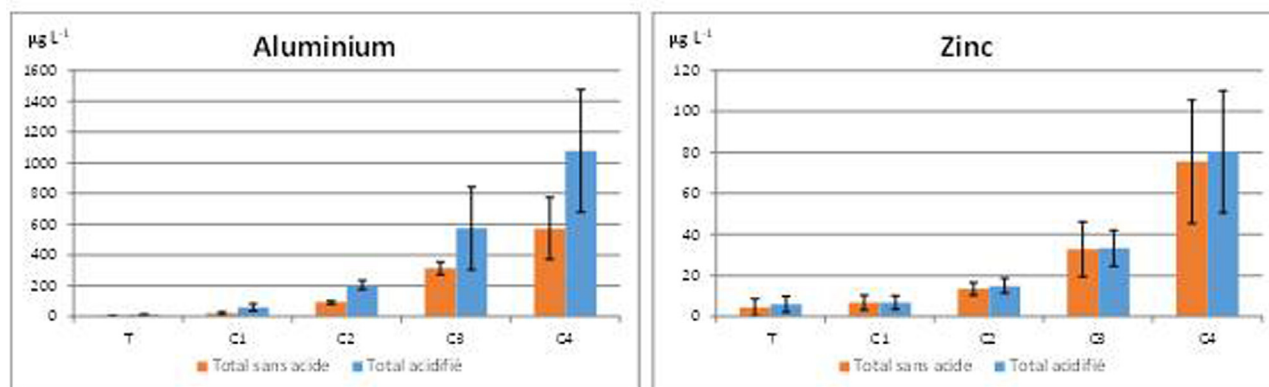 µg L⁻¹
Aluminium
1600
1400
1200
1000
800
600
400
200
0
T C1 C2 C3 C4
Total sans acide Total acidifié
µg L⁻¹
Zinc
120
100
80
60
40
20
0
T C1 C2 C3 C4
Total sans acide Total acidifié